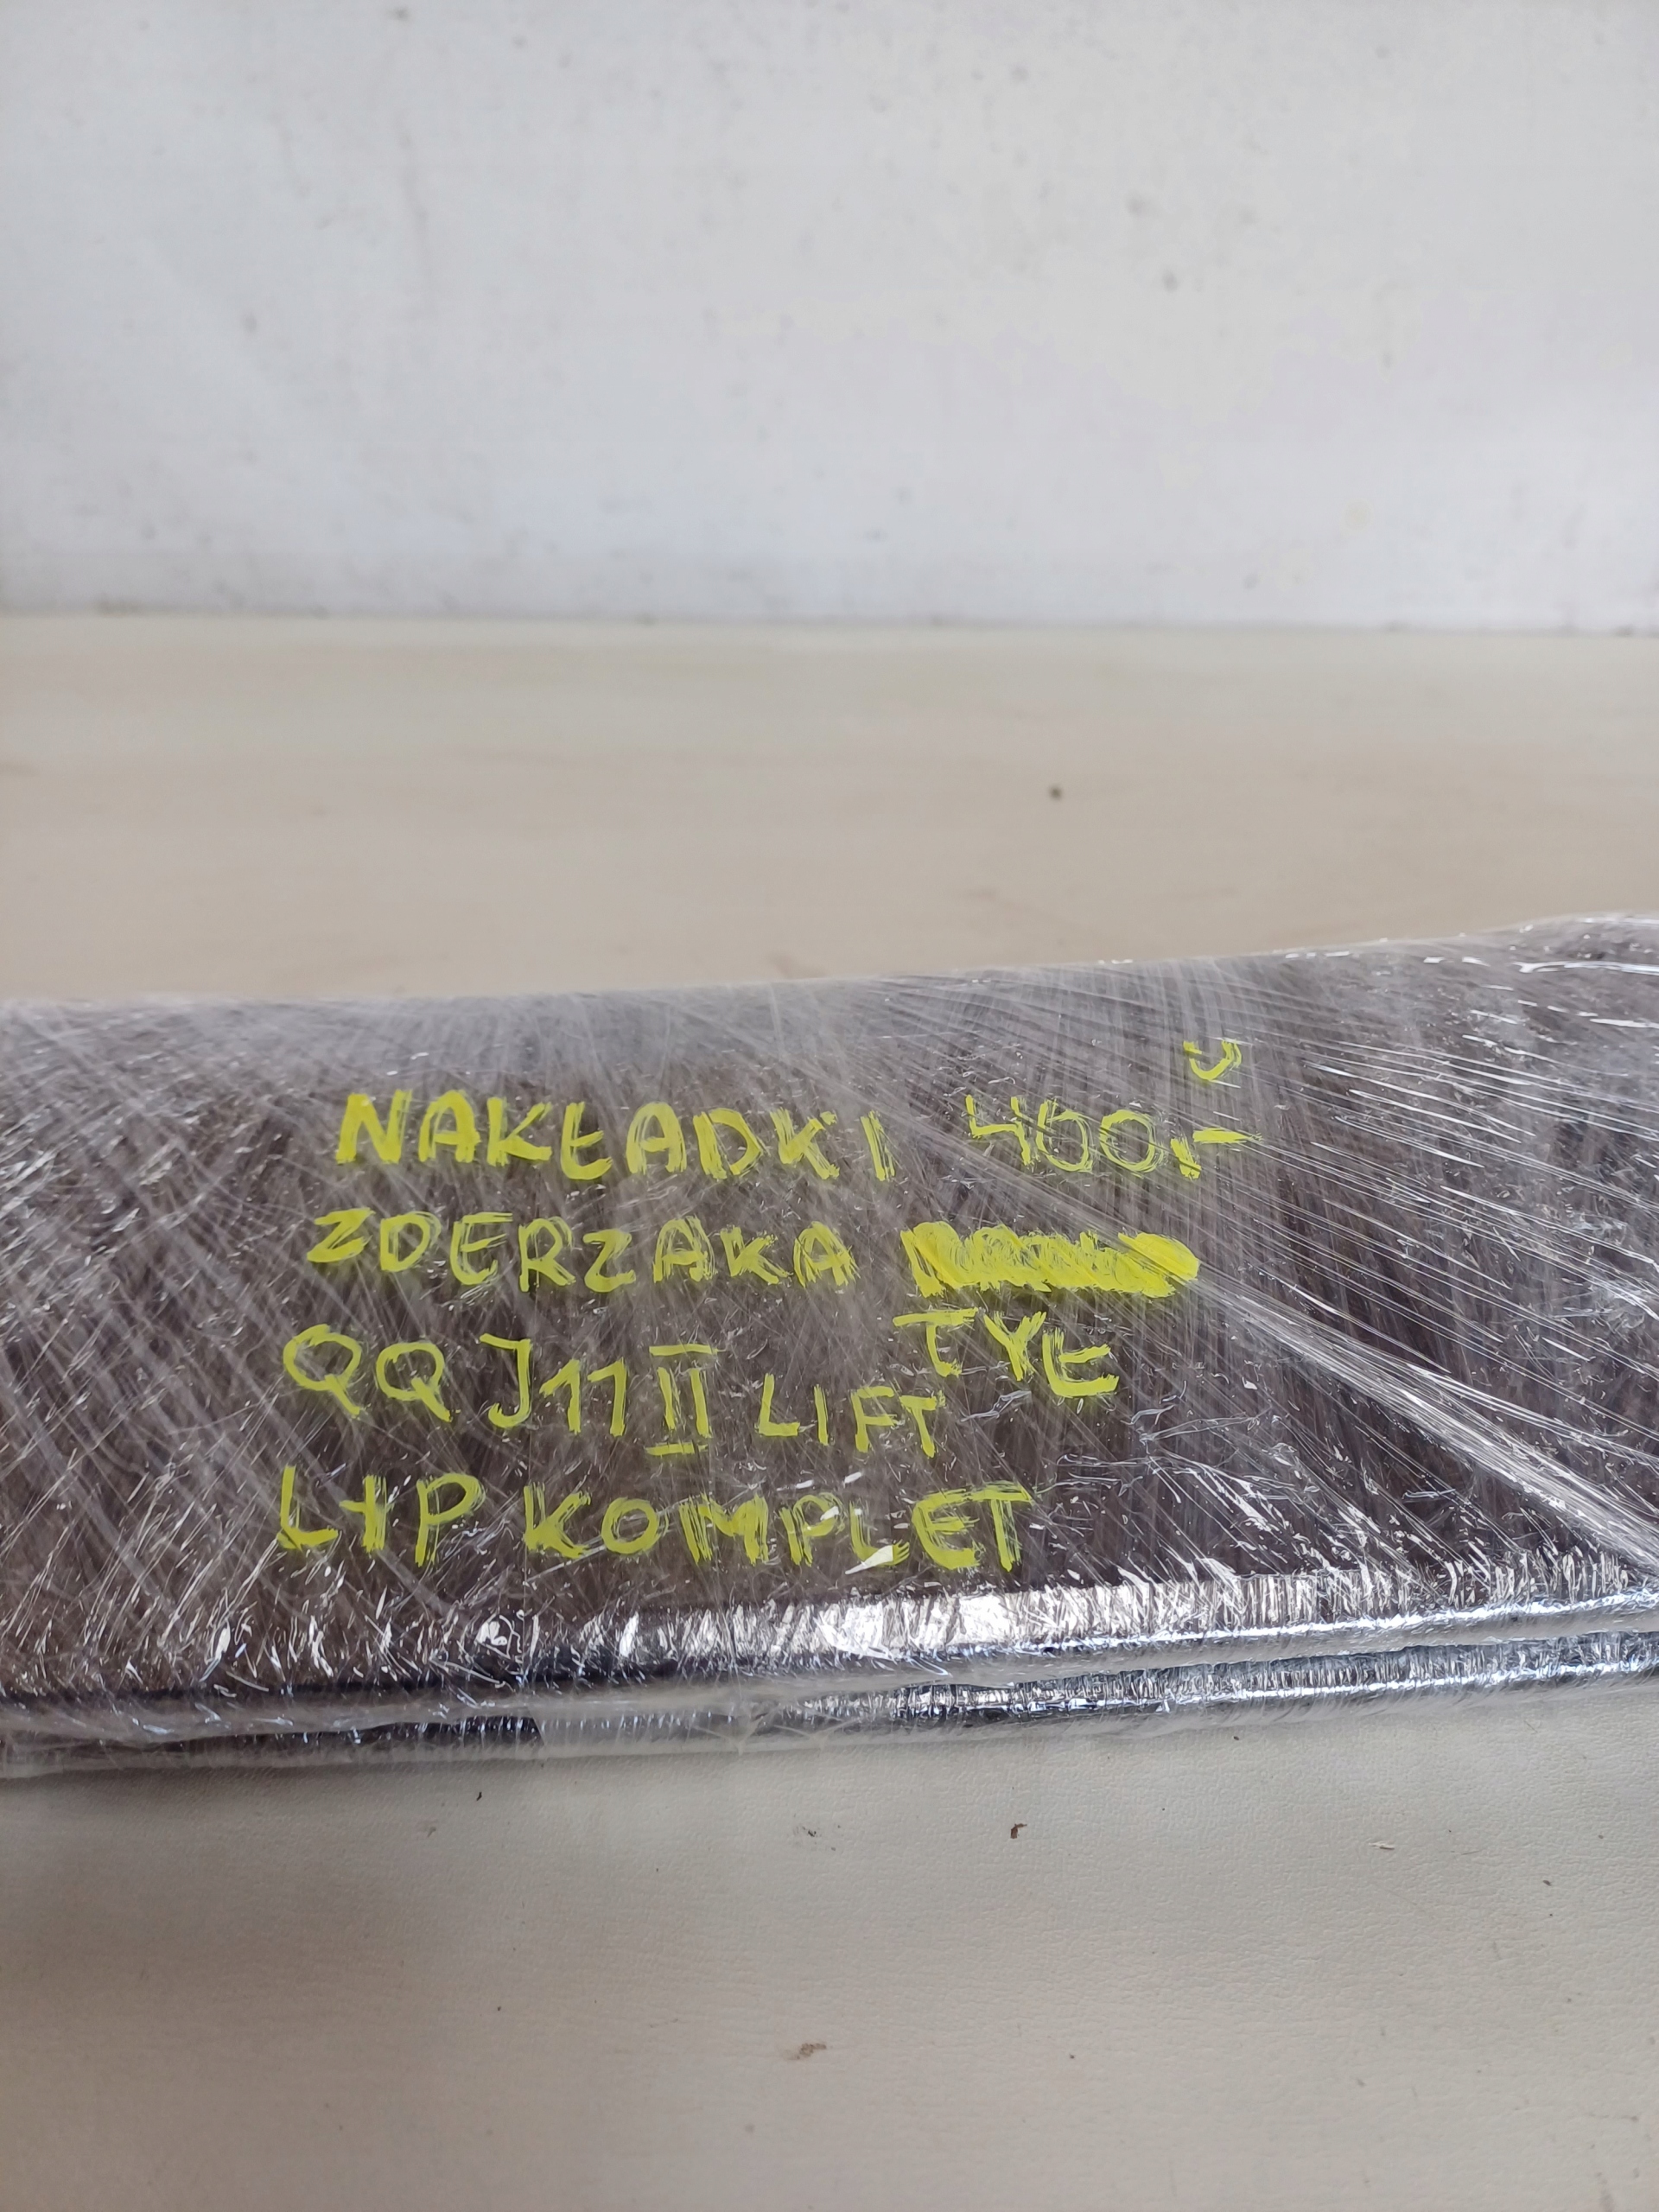 NAKŁADKI 400.-
ZDERZAKA
TYŁ
QQ J11 II LIFT
L+P KOMPLET